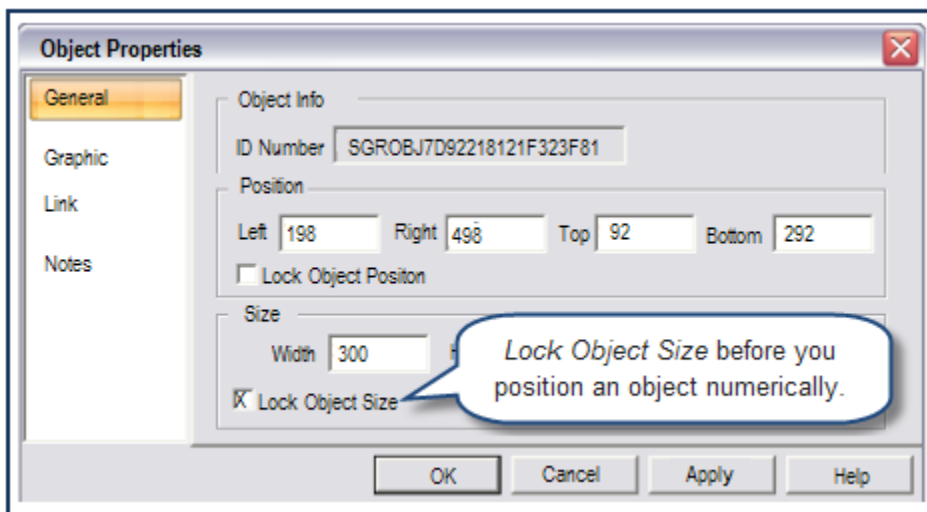 Object Properties
General
Graphic
Link
Notes
Object Info
ID Number SGROBJ7D92218121F323F81
Position
Left 198 Right 498 Top 92 Bottom 292
Lock Object Positon
Size
Width 300
Lock Object Size
Lock Object Size before you
position an object numerically.
OK Cancel Apply Help